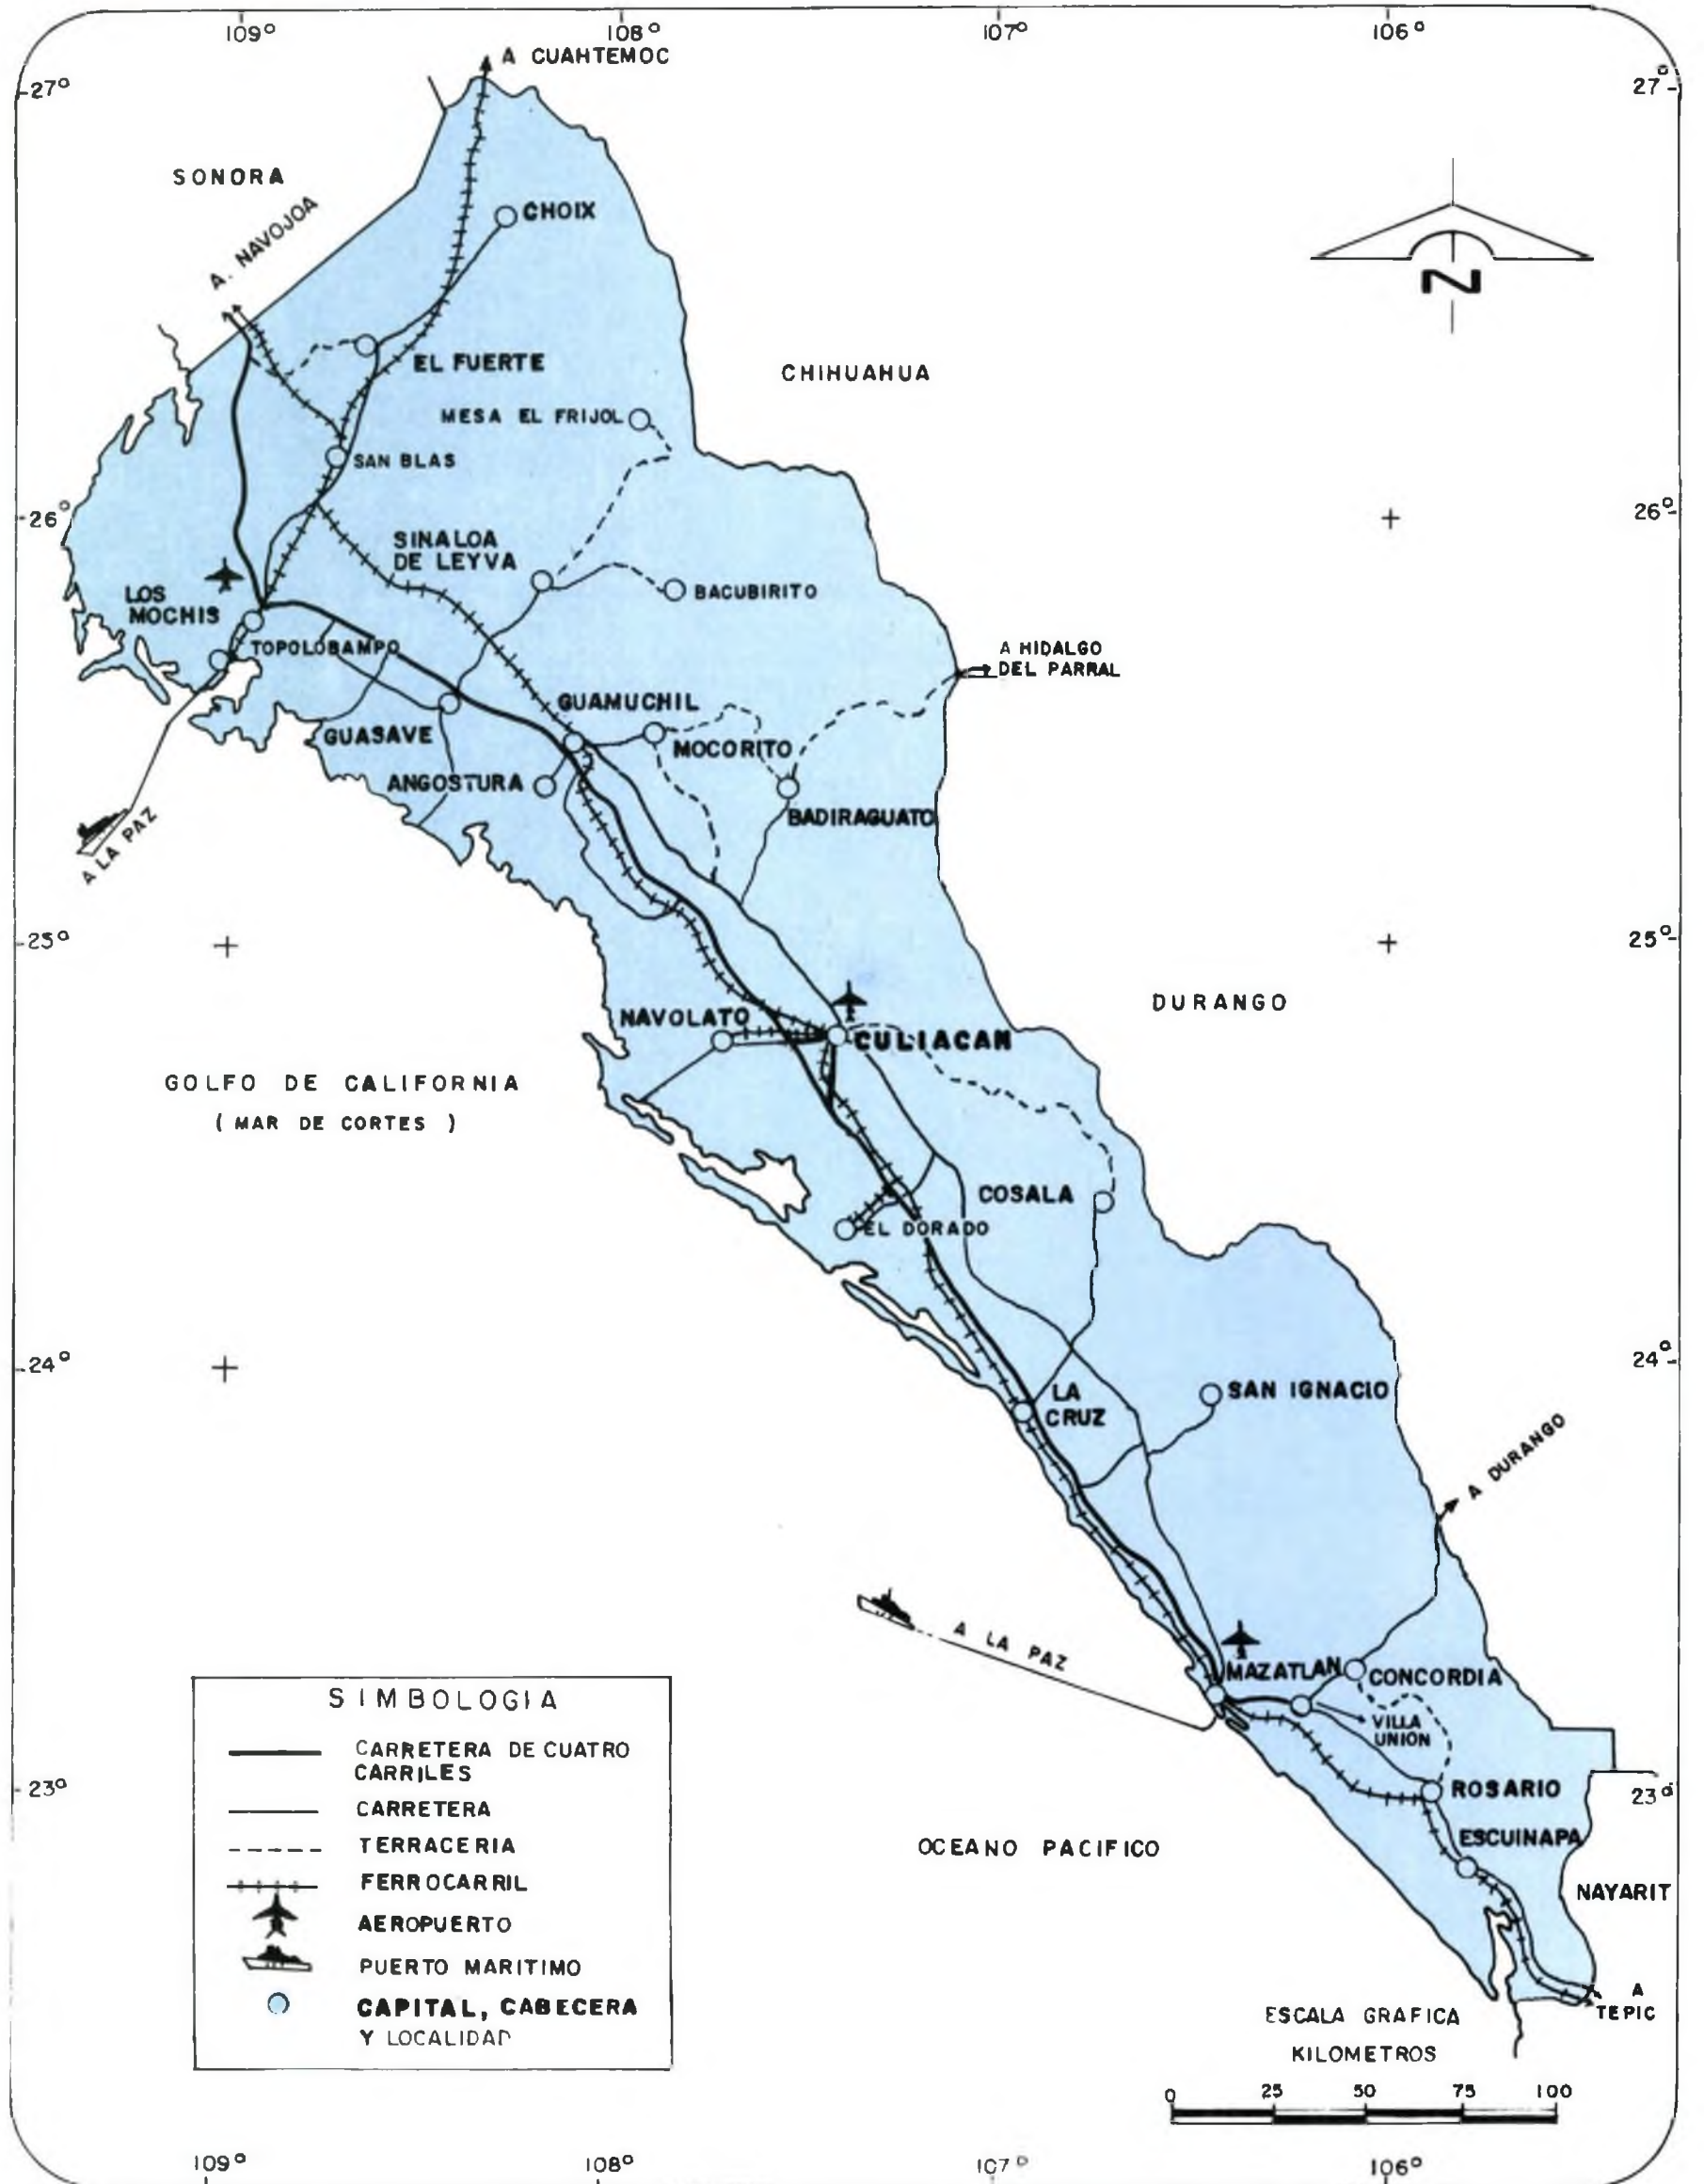 109° 108° 107° 106°
A CUAHTEMOC
27° 27°
SONORA
A. NAVOJOA
CHOIX
N
EL FUERTE
CHIHUAHUA
MESA EL FRIJOL
SAN BLAS
26° 26°
SINALOA
DE LEYVA
BACUBIRITO
LOS
MOCHIS
TOPOLOBAMPO
A HIDALGO
DEL PARRAL
GUAMUCHIL
GUASAVE
MOCORITO
ANGOSTURA
BADIRAGUATO
A LA PAZ
25° 25°
DURANGO
NAVOLATO
CULIACAN
GOLFO DE CALIFORNIA
( MAR DE CORTES )
COSALA
EL DORADO
24° 24°
LA
CRUZ
SAN IGNACIO
A DURANGO
A LA PAZ
MAZATLAN
CONCORDIA
VILLA
UNION
23° 23°
ROSARIO
ESCUINAPA
OCEANO PACIFICO
NAYARIT
A
TEPIC
SIMBOLOGIA
CARRETERA DE CUATRO
CARRILES
CARRETERA
TERRACERIA
FERROCARRIL
AEROPUERTO
PUERTO MARITIMO
CAPITAL, CABECERA
Y LOCALIDAD
ESCALA GRAFICA
KILOMETROS
0 25 50 75 100
109° 108° 107° 106°